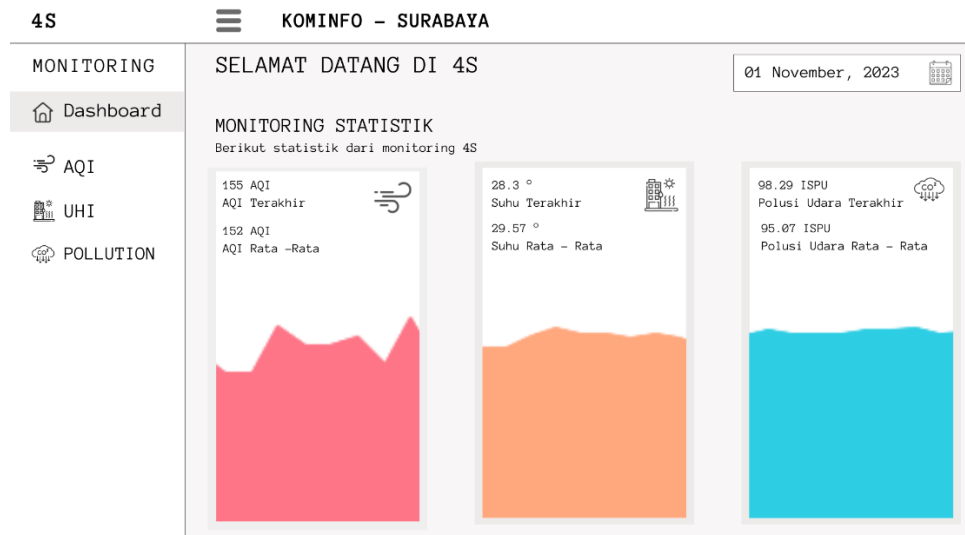 4S
KOMINFO – SURABAYA
MONITORING
Dashboard
AQI
UHI
POLLUTION
SELAMAT DATANG DI 4S
01 November, 2023
MONITORING STATISTIK
Berikut statistik dari monitoring 4S
155 AQI
AQI Terakhir
152 AQI
AQI Rata –Rata
28.3 °
Suhu Terakhir
29.57 °
Suhu Rata – Rata
98.29 ISPU
Polusi Udara Terakhir
95.07 ISPU
Polusi Udara Rata – Rata
CO²
CO²